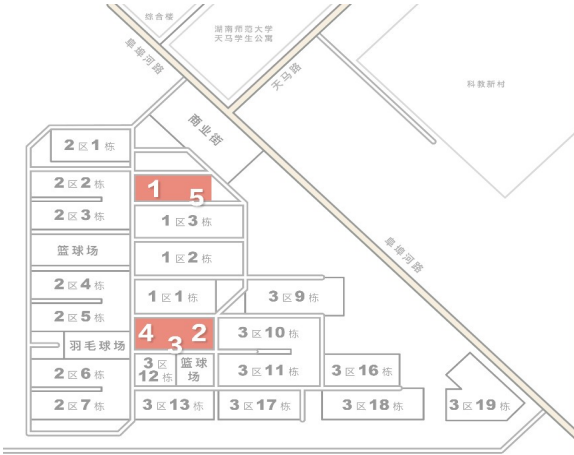 综合楼
湖南师范大学
天马学生公寓
阜埠河路
天马路
科教新村
商业街
2区1栋
2区2栋
1 5
2区3栋
1区3栋
篮球场
1区2栋
阜埠河路
2区4栋
1区1栋
3区9栋
2区5栋
4 3 2
3区10栋
羽毛球场
3区
12栋
篮球
场
3区11栋
3区16栋
2区6栋
2区7栋
3区13栋
3区17栋
3区18栋
3区19栋